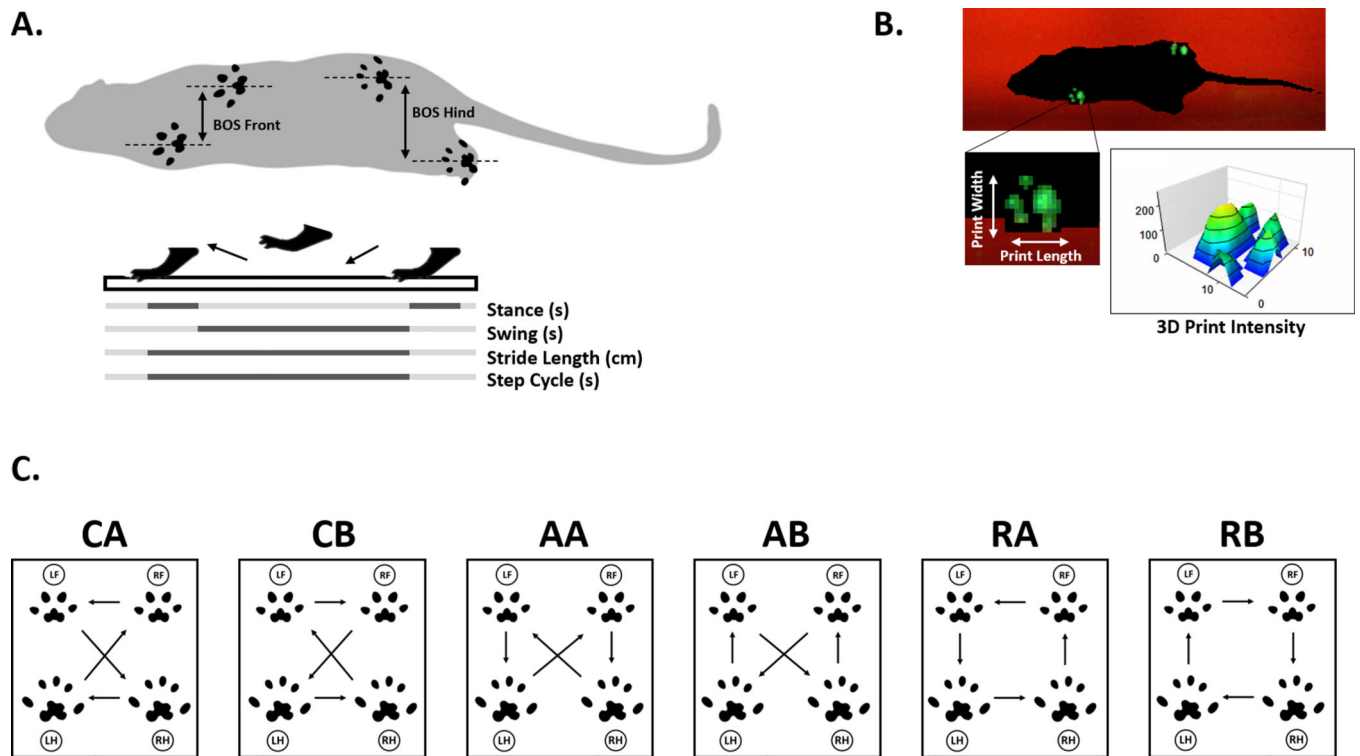 A.
BOS Front
BOS Hind
Stance (s)
Swing (s)
Stride Length (cm)
Step Cycle (s)
B.
Print Width
Print Length
200
100
0
10
10
0
3D Print Intensity
C.
CA
CB
AA
AB
RA
RB
LF
RF
LF
RF
LF
RF
LF
RF
LF
RF
LF
RF
LH
RH
LH
RH
LH
RH
LH
RH
LH
RH
LH
RH